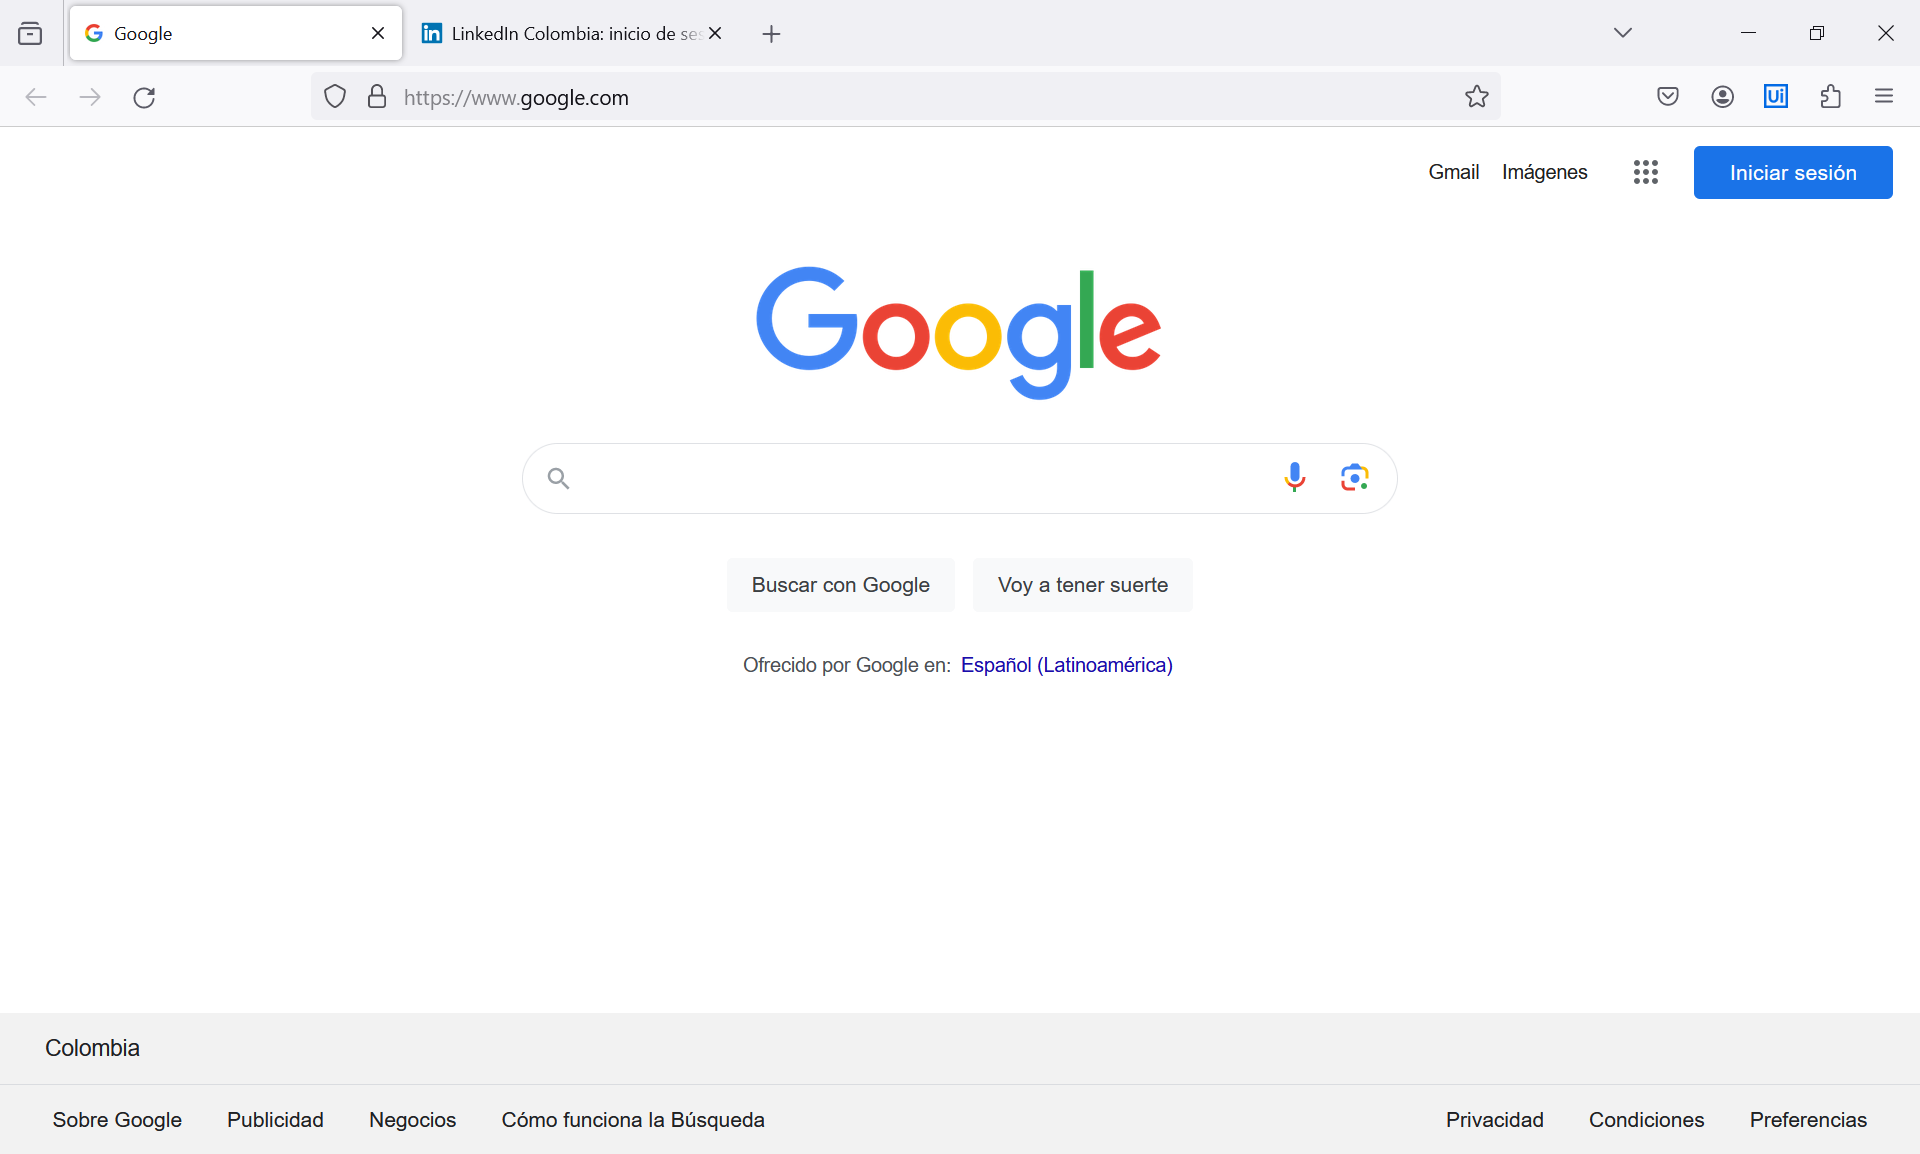 Google
LinkedIn Colombia: inicio de se
https://www.google.com
Ui
Gmail
Imágenes
Iniciar sesión
Google
Buscar con Google
Voy a tener suerte
Ofrecido por Google en: Español (Latinoamérica)
Colombia
Sobre Google
Publicidad
Negocios
Cómo funciona la Búsqueda
Privacidad
Condiciones
Preferencias